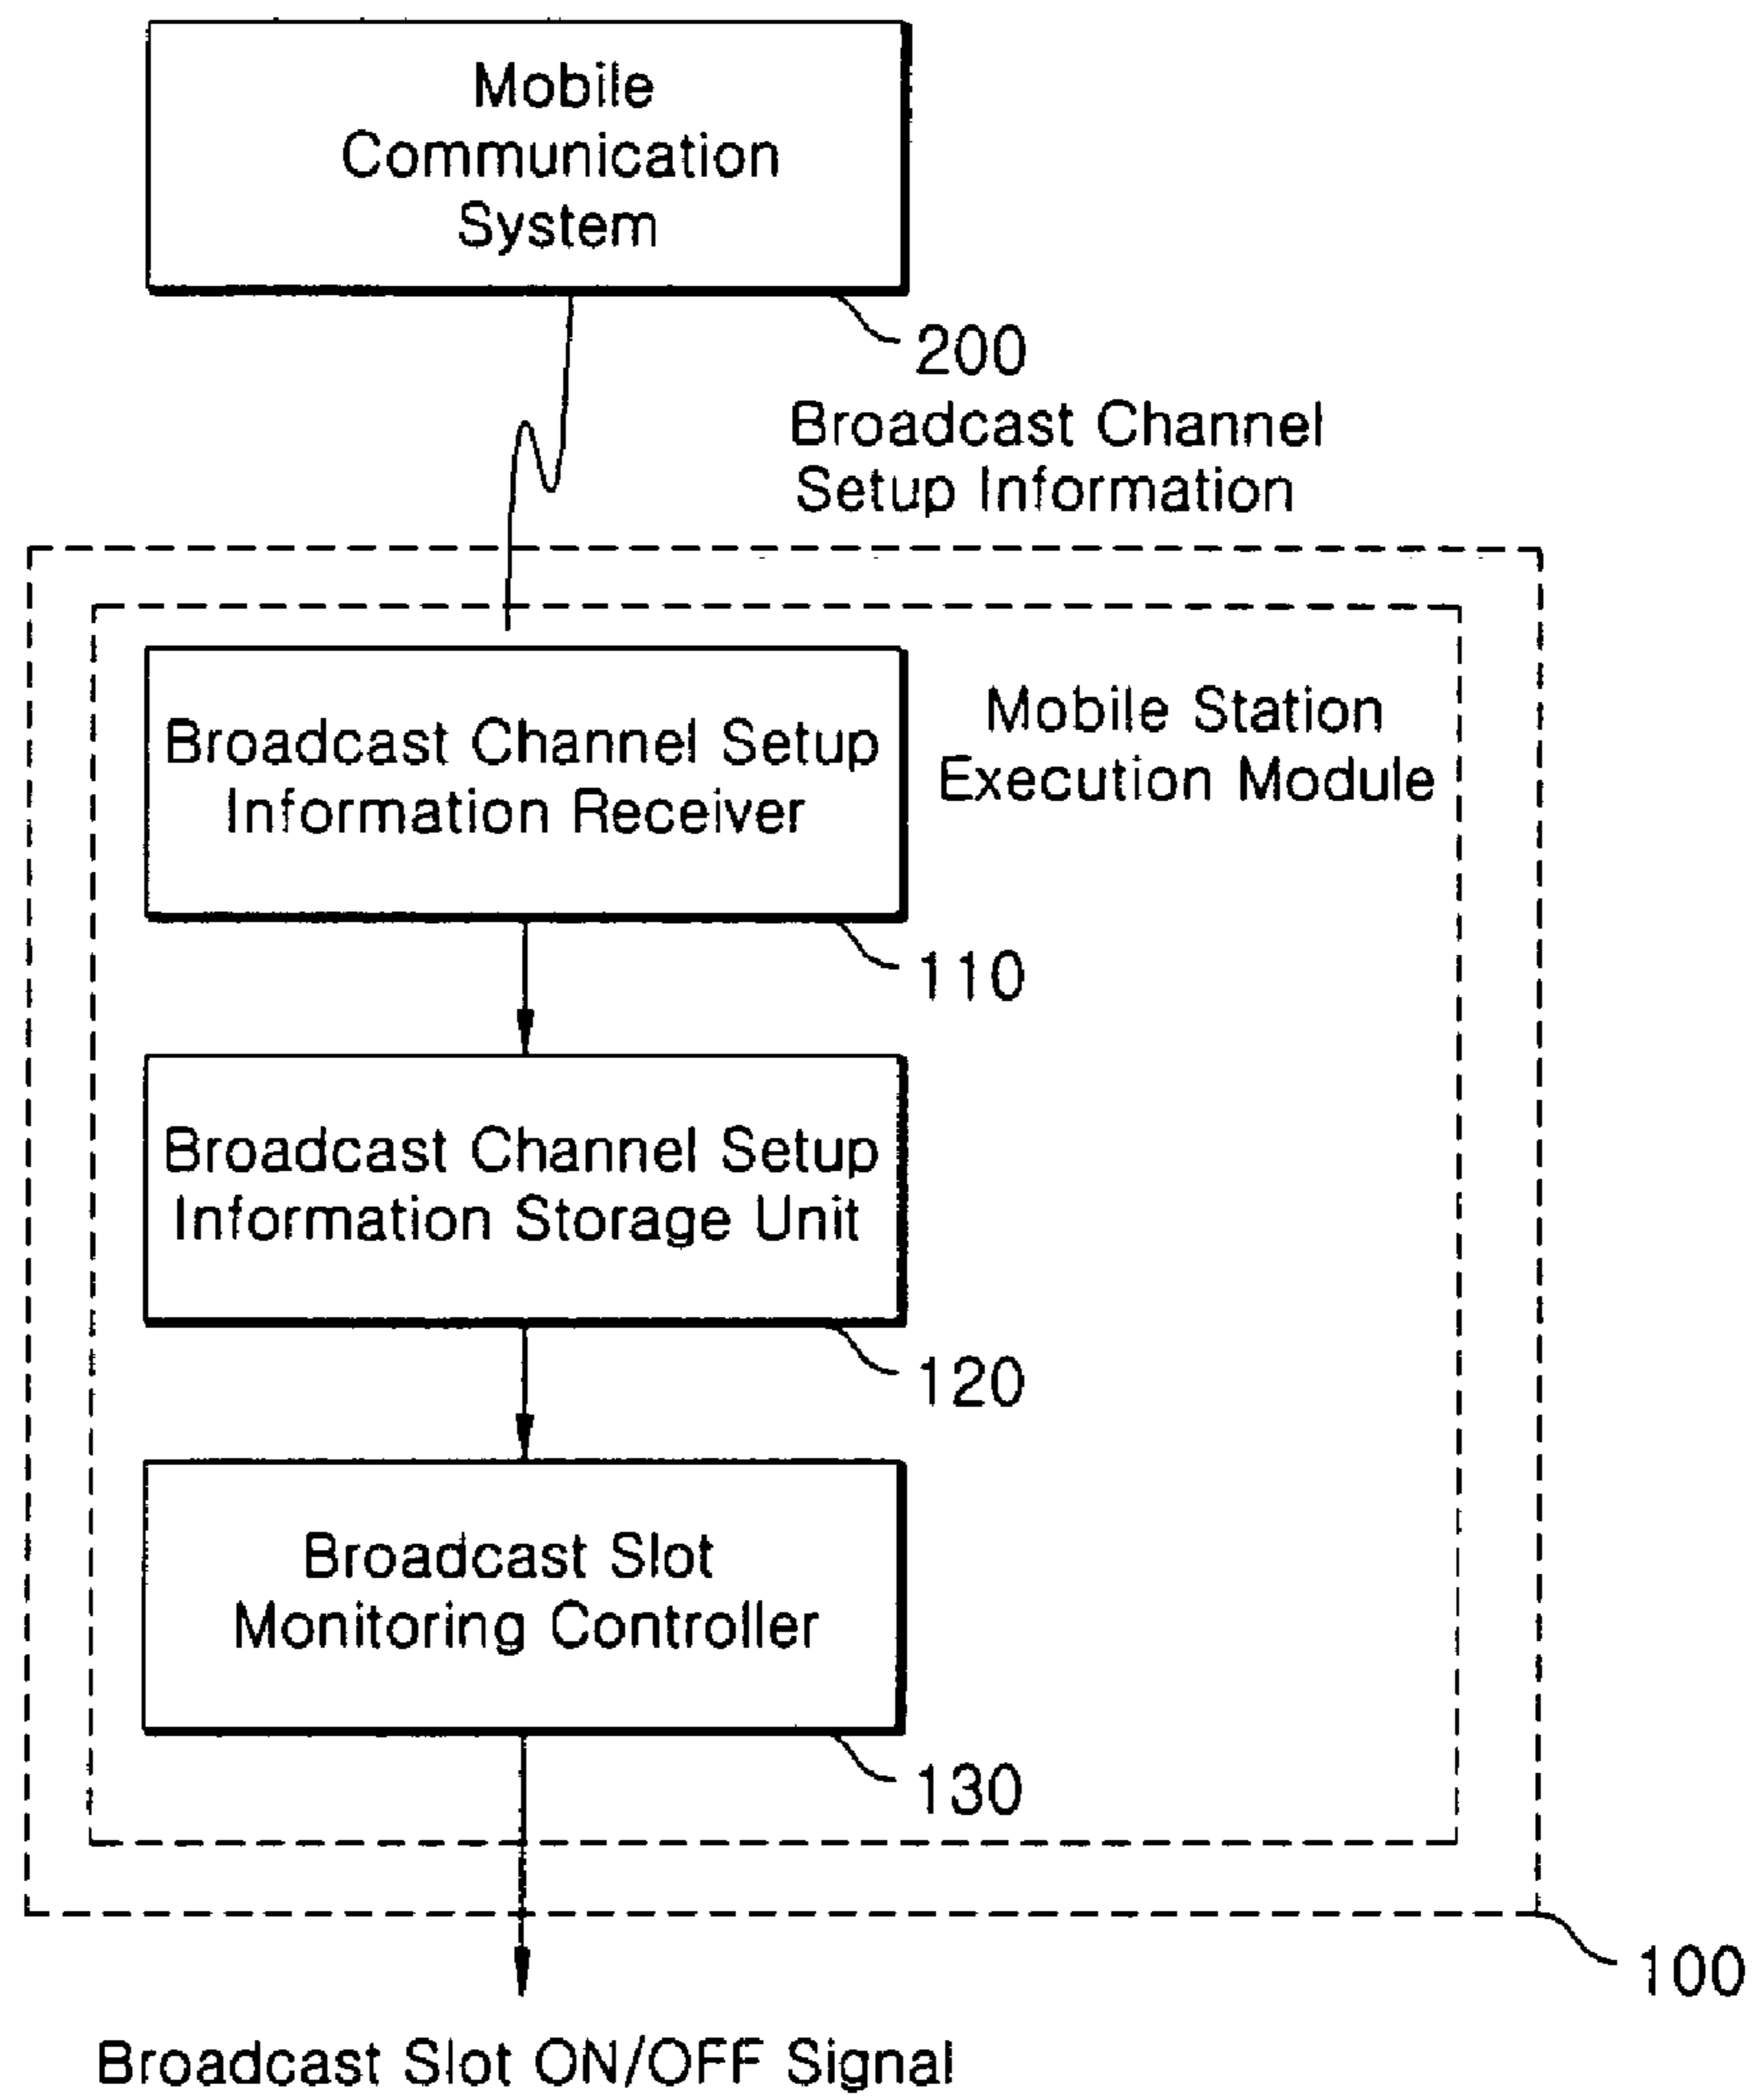 Mobile
Communication
System
200
Broadcast Channel
Setup Information
Broadcast Channel Setup
Information Receiver
Mobile Station
Execution Module
110
Broadcast Channel Setup
Information Storage Unit
120
Broadcast Slot
Monitoring Controller
130
100
Broadcast Slot ON/OFF Signal